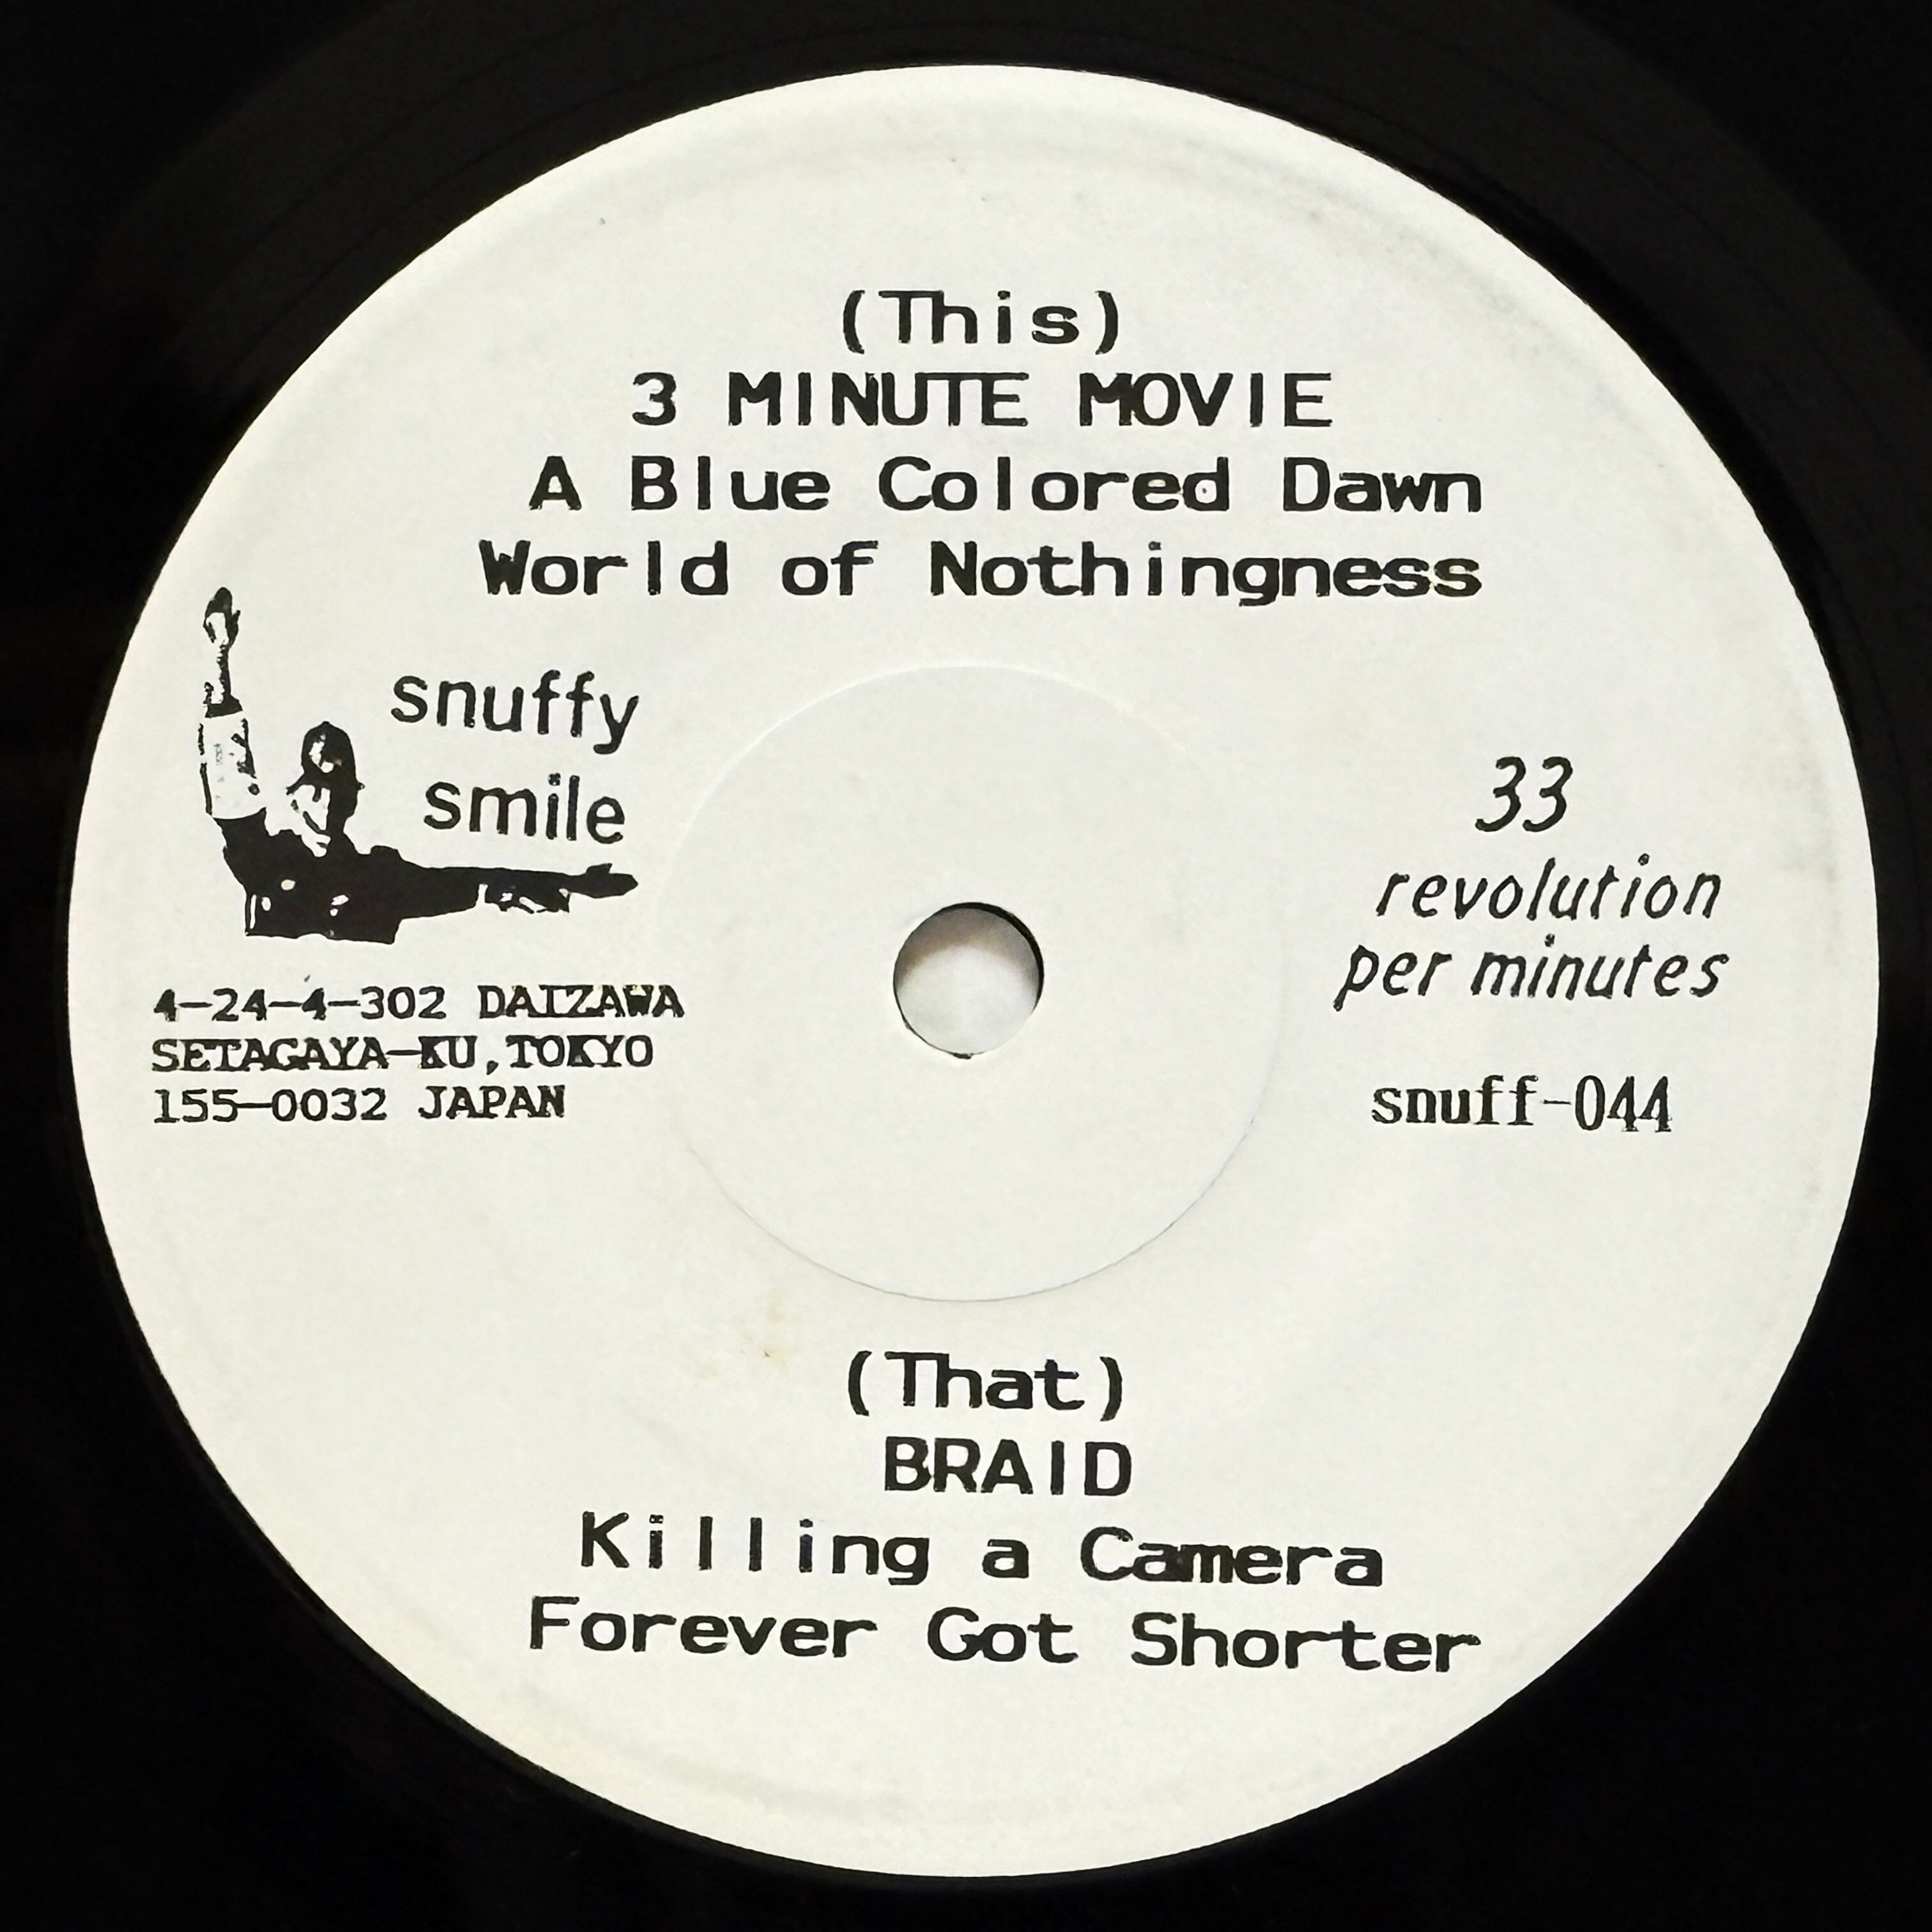 (This)
3 MINUTE MOVIE
A Blue Colored Dawn
World of Nothingness
snuffy
smile
4-24-4-302 DAIZAWA
SETAGAYA-KU,TOKYO
155-0032 JAPAN
33
revolution
per minutes
snuff-044
(That)
BRAID
Killing a Camera
Forever Got Shorter